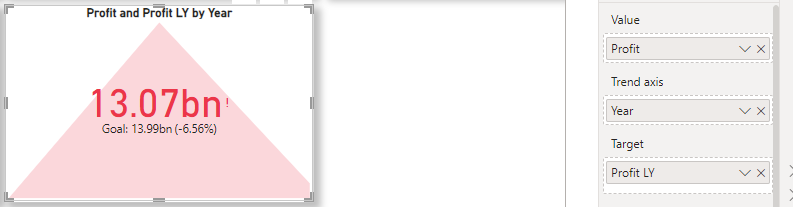 Profit and Profit LY by Year
13.07bn!
Goal: 13.99bn (-6.56%)
Value
Profit
Trend axis
Year
Target
Profit LY